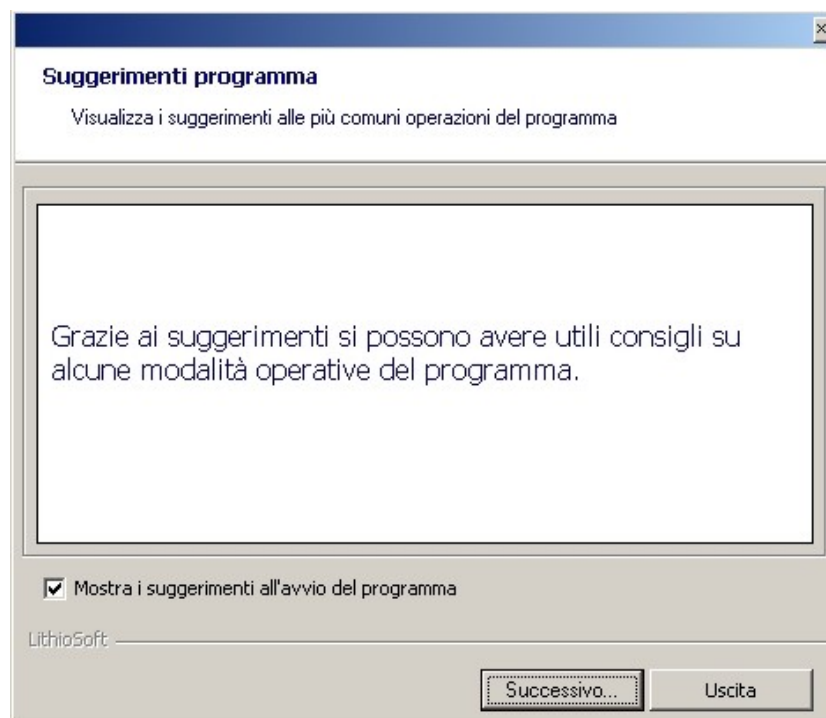 Suggerimenti programma
Visualizza i suggerimenti alle più comuni operazioni del programma
Grazie ai suggerimenti si possono avere utili consigli su
alcune modalità operative del programma.
Mostra i suggerimenti all'avvio del programma
LithioSoft
Successivo... Uscita